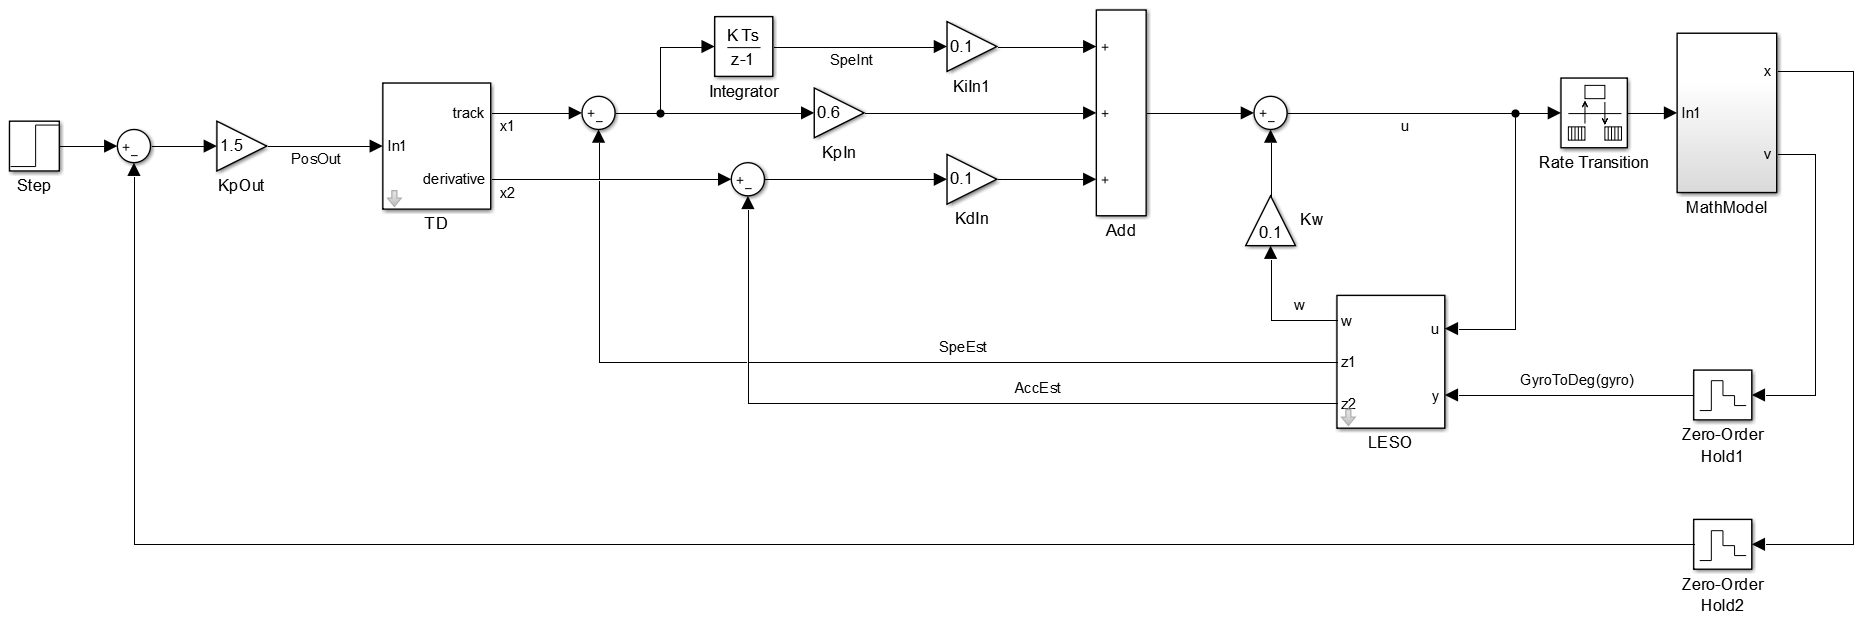 Step
+
−
1.5
KpOut
PosOut
In1
track
derivative
TD
x1
x2
+
−
K Ts
z-1
Integrator
SpeInt
0.1
KiIn1
0.6
KpIn
+
−
0.1
KdIn
+
+
+
Add
+
−
u
Kw
0.1
w
Rate Transition
In1
x
v
MathModel
w
z1
z2
u
y
LESO
SpeEst
AccEst
GyroToDeg(gyro)
Zero-Order
Hold1
Zero-Order
Hold2